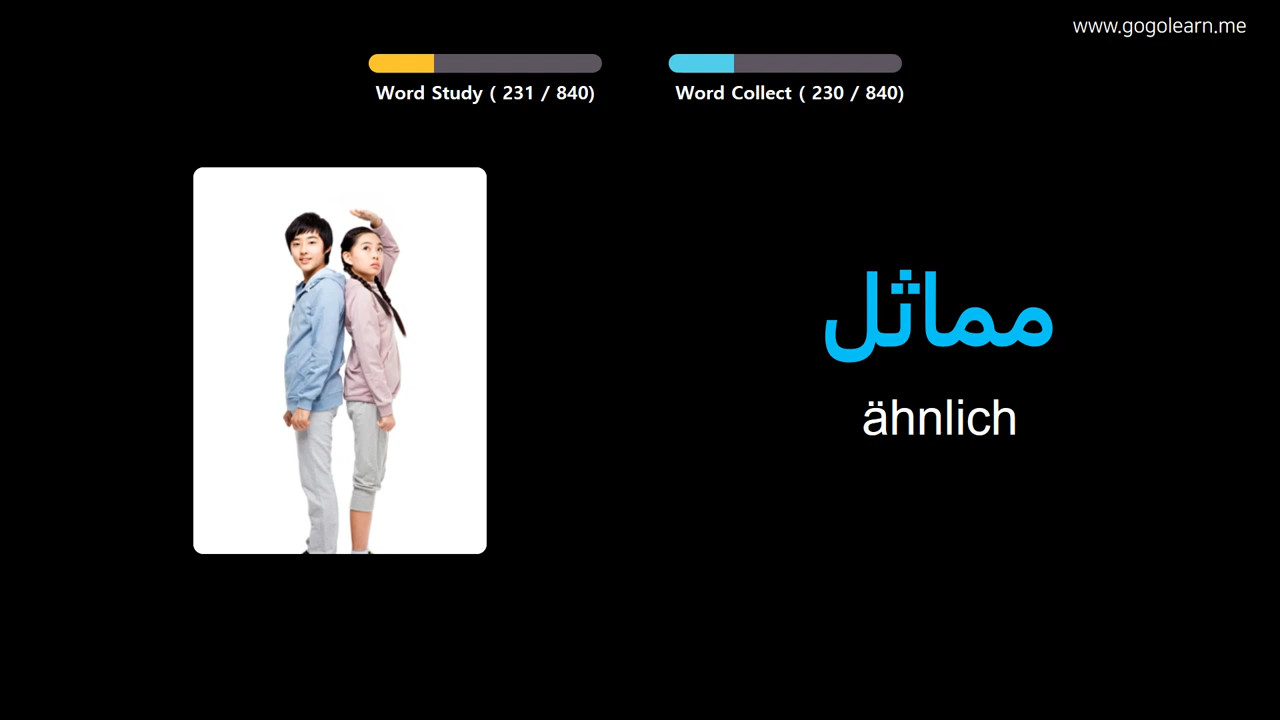 www.gogolearn.me
Word Study ( 231 / 840)
Word Collect ( 230 / 840)
مماثل
ähnlich